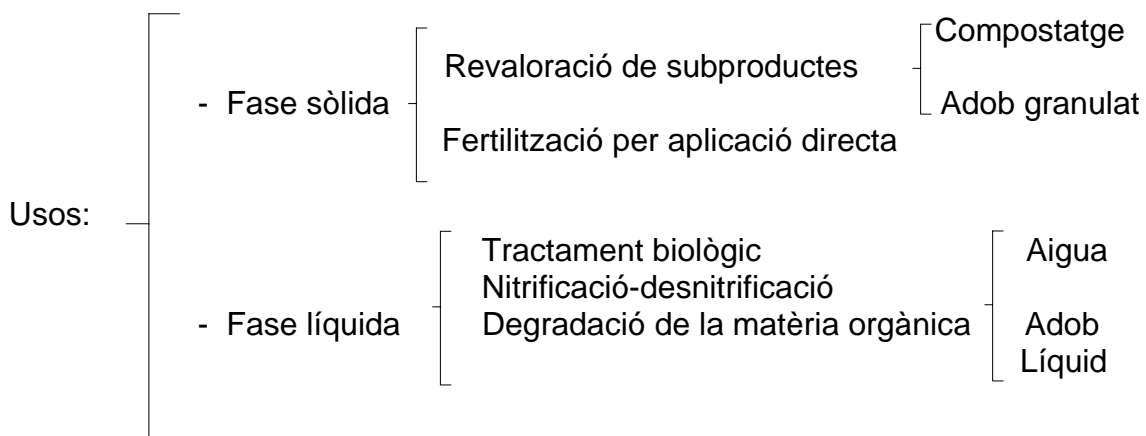 Compostatge
Revaloració de subproductes
- Fase sòlida
Adob granulat
Fertilització per aplicació directa
Usos:
Tractament biològic
Aigua
Nitrificació-desnitrificació
- Fase líquida
Degradació de la matèria orgànica
Adob
Líquid